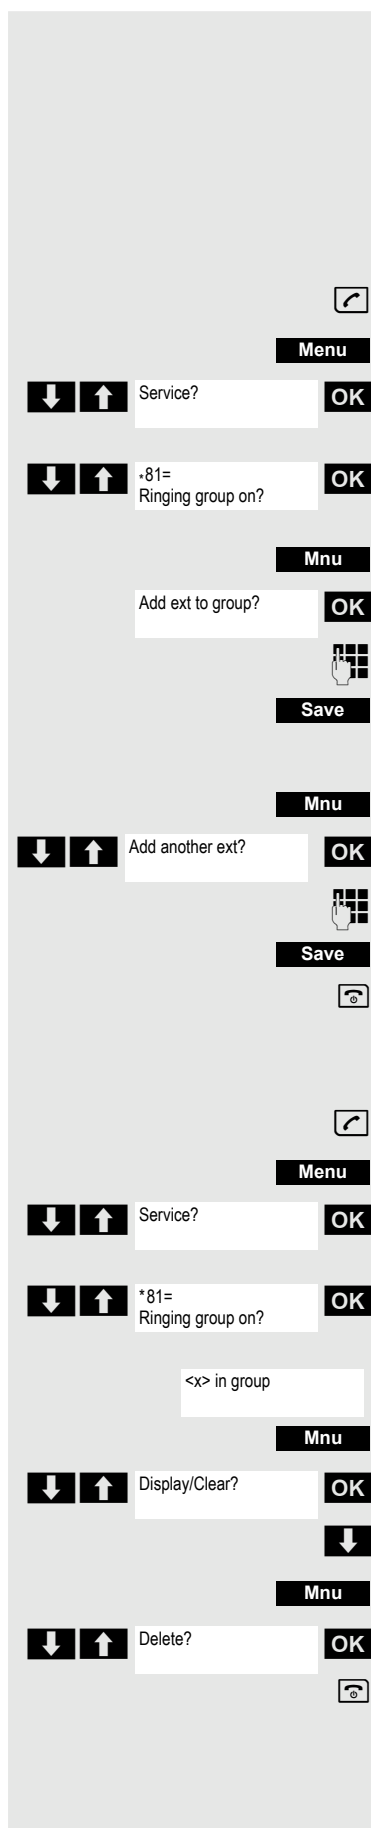 Menu
Service? OK
*81=
Ringing group on? OK
Mnu
Add ext to group? OK
Save
Mnu
Add another ext? OK
Save
Menu
Service? OK
*81=
Ringing group on? OK
<x> in group
Mnu
Display/Clear? OK
Mnu
Delete? OK